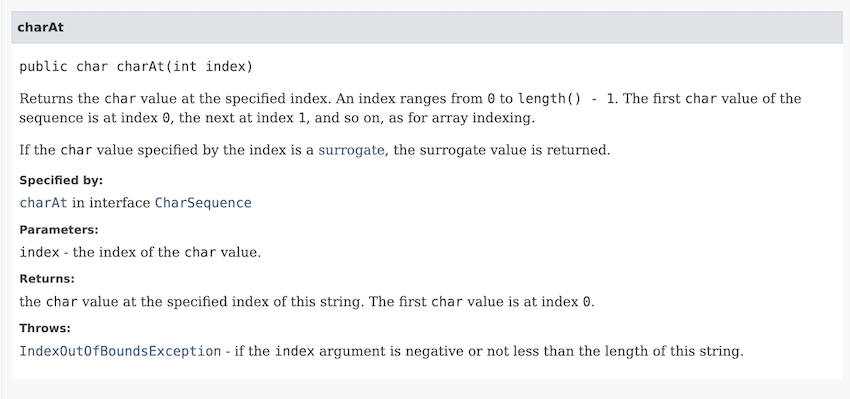 charAt
public char charAt(int index)
Returns the char value at the specified index. An index ranges from 0 to length() - 1. The first char value of the
sequence is at index 0, the next at index 1, and so on, as for array indexing.
If the char value specified by the index is a surrogate, the surrogate value is returned.
Specified by:
charAt in interface CharSequence
Parameters:
index - the index of the char value.
Returns:
the char value at the specified index of this string. The first char value is at index 0.
Throws:
IndexOutOfBoundsException - if the index argument is negative or not less than the length of this string.